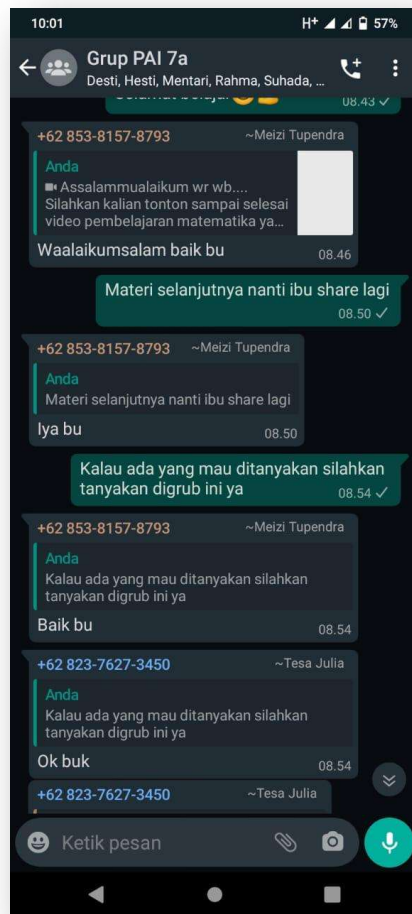 10:01 H+ 57%
Grup PAI 7a
Desti, Hesti, Mentari, Rahma, Suhada, ...
Selamat belajar 08.43
+62 853-8157-8793 ~Meizi Tupendra
Anda
Assalammualaikum wr wb....
Silahkan kalian tonton sampai selesai
video pembelajaran matematika ya...
Waalaikumsalam baik bu 08.46
Materi selanjutnya nanti ibu share lagi
08.50
+62 853-8157-8793 ~Meizi Tupendra
Anda
Materi selanjutnya nanti ibu share lagi
Iya bu 08.50
Kalau ada yang mau ditanyakan silahkan
tanyakan digrub ini ya 08.54
+62 853-8157-8793 ~Meizi Tupendra
Anda
Kalau ada yang mau ditanyakan silahkan
tanyakan digrub ini ya
Baik bu 08.54
+62 823-7627-3450 ~Tesa Julia
Anda
Kalau ada yang mau ditanyakan silahkan
tanyakan digrub ini ya
Ok buk 08.54
+62 823-7627-3450 ~Tesa Julia
Ketik pesan